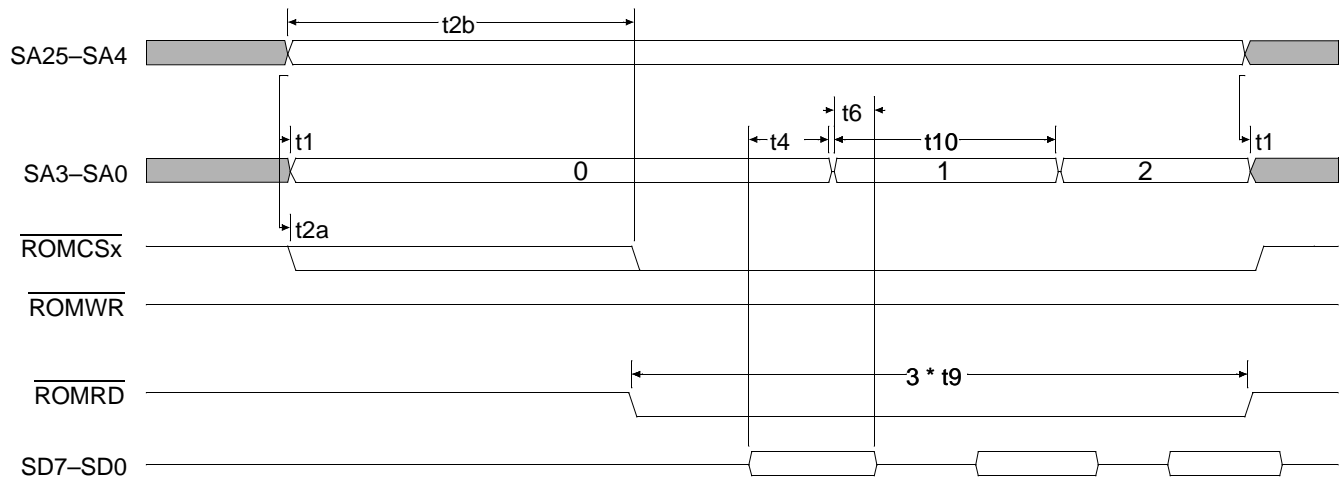 t2b
SA25–SA4
t6
t1
t4
t10
t1
SA3–SA0
0
1
2
t2a
ROMCSx
ROMWR
3 * t9
ROMRD
SD7–SD0